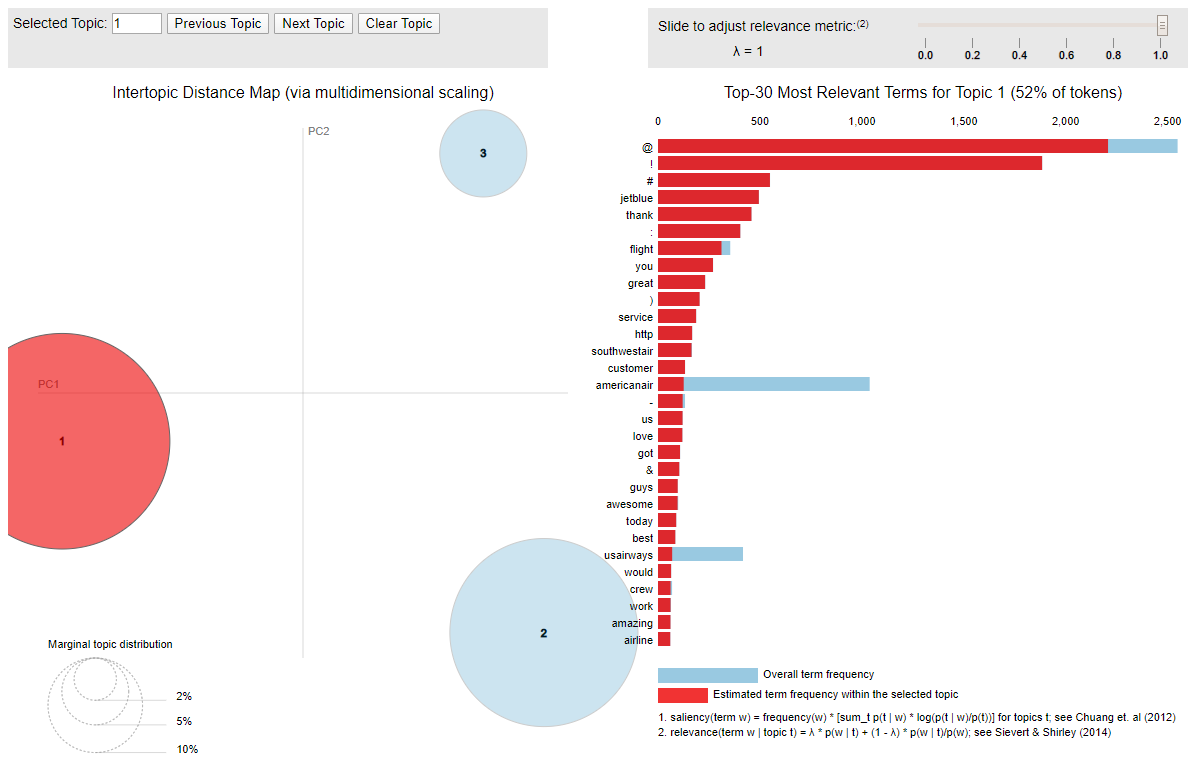 Selected Topic: 1 Previous Topic Next Topic Clear Topic
Slide to adjust relevance metric:(2)
λ = 1
0.0 0.2 0.4 0.6 0.8 1.0
Intertopic Distance Map (via multidimensional scaling)
PC2
PC1
3
1
2
Marginal topic distribution
2%
5%
10%
Top-30 Most Relevant Terms for Topic 1 (52% of tokens)
0 500 1,000 1,500 2,000 2,500
@
!
#
jetblue
thank
:
flight
you
great
)
service
http
southwestair
customer
americanair
-
us
love
got
&
guys
awesome
today
best
usairways
would
crew
work
amazing
airline
Overall term frequency
Estimated term frequency within the selected topic
1. saliency(term w) = frequency(w) * [sum_t p(t | w) * log(p(t | w)/p(t))] for topics t; see Chuang et. al (2012)
2. relevance(term w | topic t) = λ * p(w | t) + (1 - λ) * p(w | t)/p(w); see Sievert & Shirley (2014)